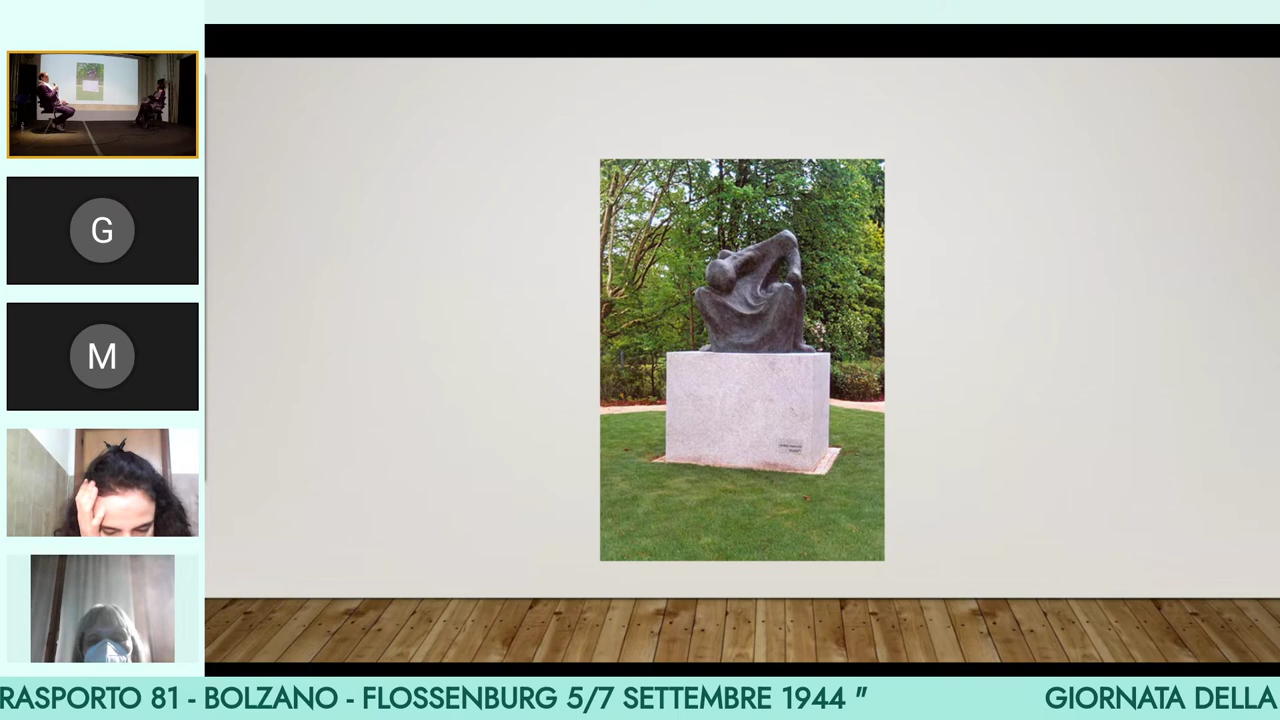 G
M
RASPORTO 81 - BOLZANO - FLOSSENBURG 5/7 SETTEMBRE 1944 " GIORNATA DELLA